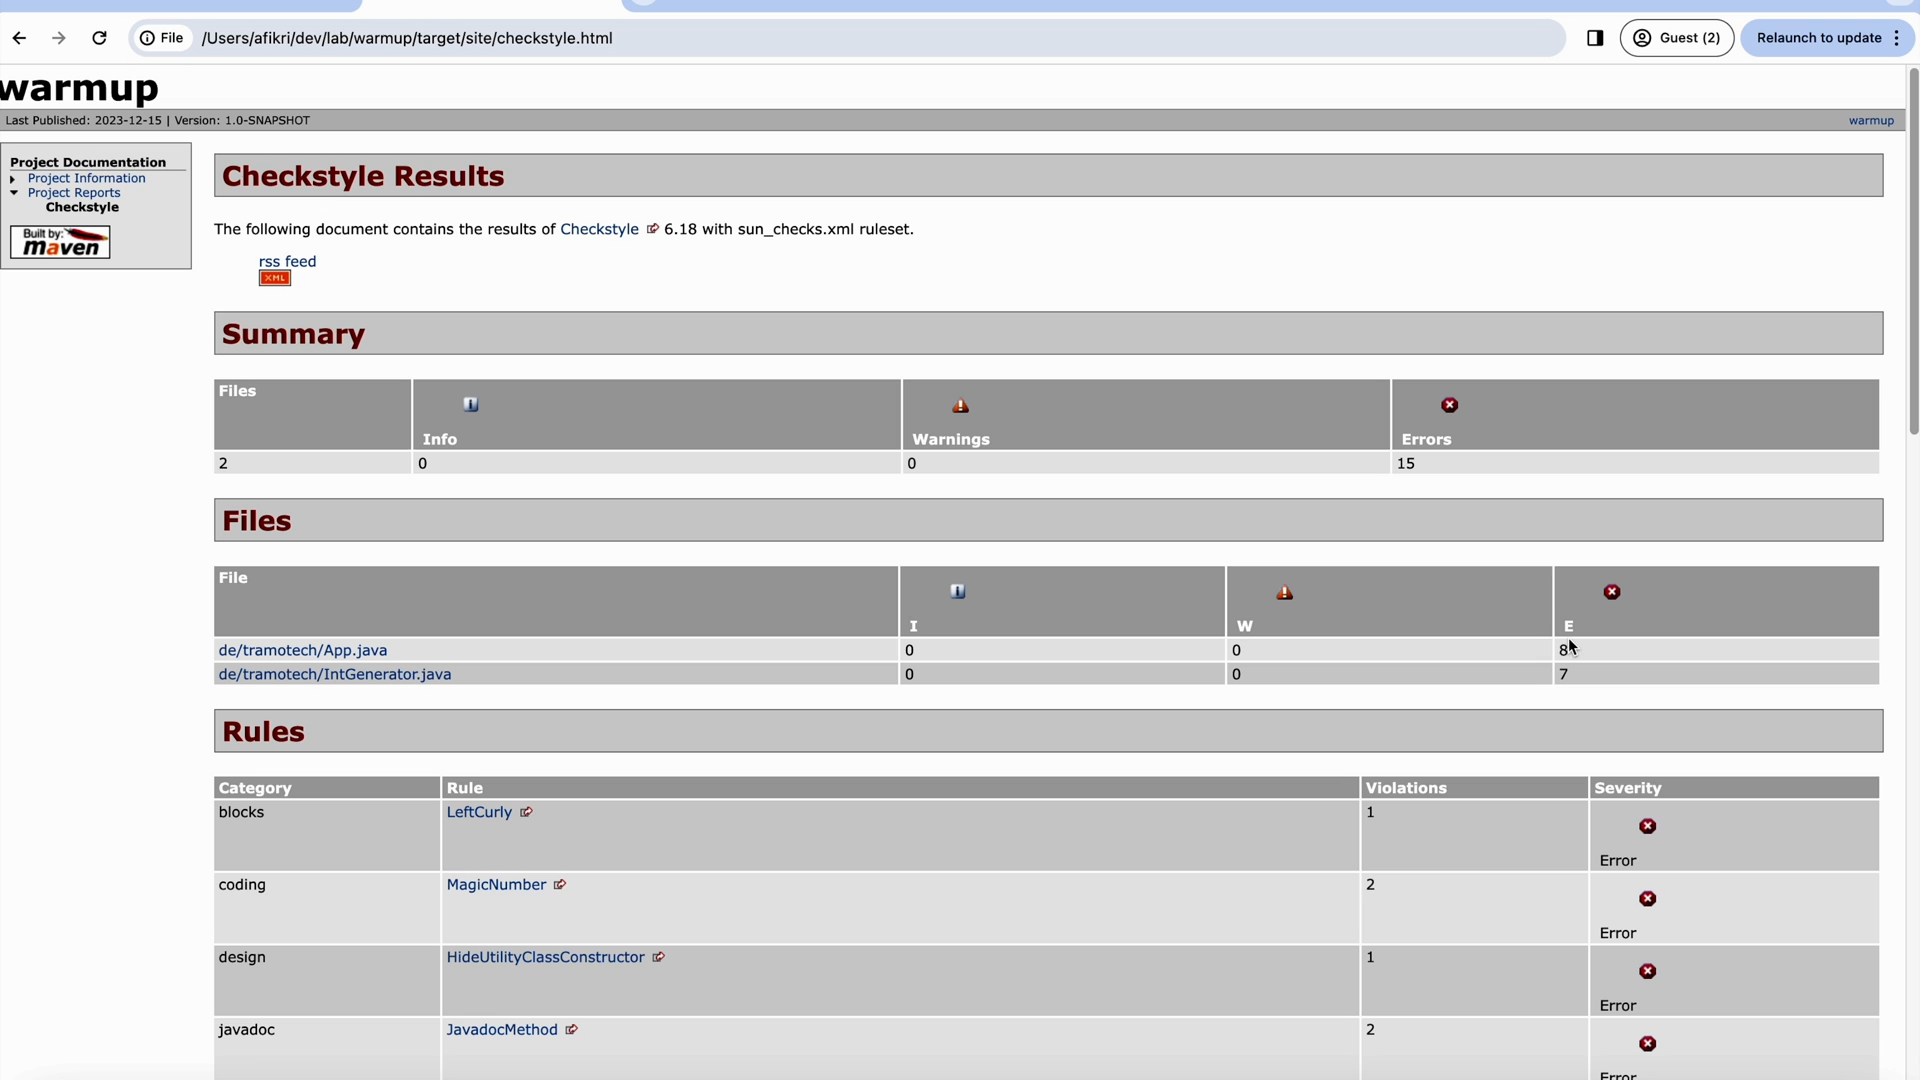 File /Users/afikri/dev/lab/warmup/target/site/checkstyle.html Guest (2) Relaunch to update
warmup
Last Published: 2023-12-15 | Version: 1.0-SNAPSHOT warmup
Project Documentation
Project Information
Project Reports
Checkstyle
Built by:
maven
Checkstyle Results
The following document contains the results of Checkstyle 6.18 with sun_checks.xml ruleset.
rss feed
XML
Summary
Files Info Warnings Errors
2 0 0 15
Files
File I W E
de/tramotech/App.java 0 0 8
de/tramotech/IntGenerator.java 0 0 7
Rules
Category Rule Violations Severity
blocks LeftCurly 1 Error
coding MagicNumber 2 Error
design HideUtilityClassConstructor 1 Error
javadoc JavadocMethod 2 Error